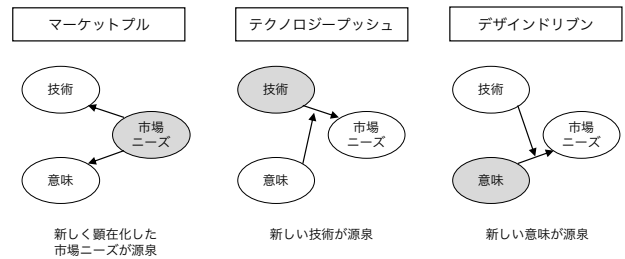 マーケットプル
テクノロジープッシュ
デザインドリブン
技術
市場
ニーズ
意味
技術
市場
ニーズ
意味
技術
市場
ニーズ
意味
新しく顕在化した
市場ニーズが源泉
新しい技術が源泉
新しい意味が源泉